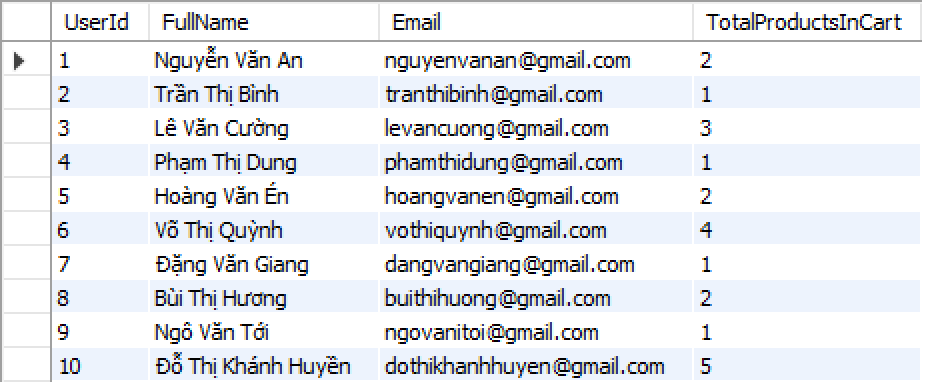 UserId FullName Email TotalProductsInCart
1 Nguyễn Văn An nguyenvanan@gmail.com 2
2 Trần Thị Bình tranthibinh@gmail.com 1
3 Lê Văn Cường levancuong@gmail.com 3
4 Phạm Thị Dung phamthidung@gmail.com 1
5 Hoàng Văn Én hoangvanen@gmail.com 2
6 Võ Thị Quỳnh vothiquynh@gmail.com 4
7 Đặng Văn Giang dangvangiang@gmail.com 1
8 Bùi Thị Hương buithihuong@gmail.com 2
9 Ngô Văn Tới ngovanitoi@gmail.com 1
10 Đỗ Thị Khánh Huyền dothikhanhhuyen@gmail.com 5